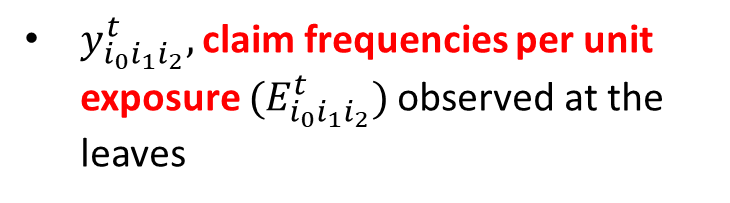 • $y^t_{i_0 i_1 i_2}$, claim frequencies per unit
exposure ($E^t_{i_0 i_1 i_2}$) observed at the
leaves